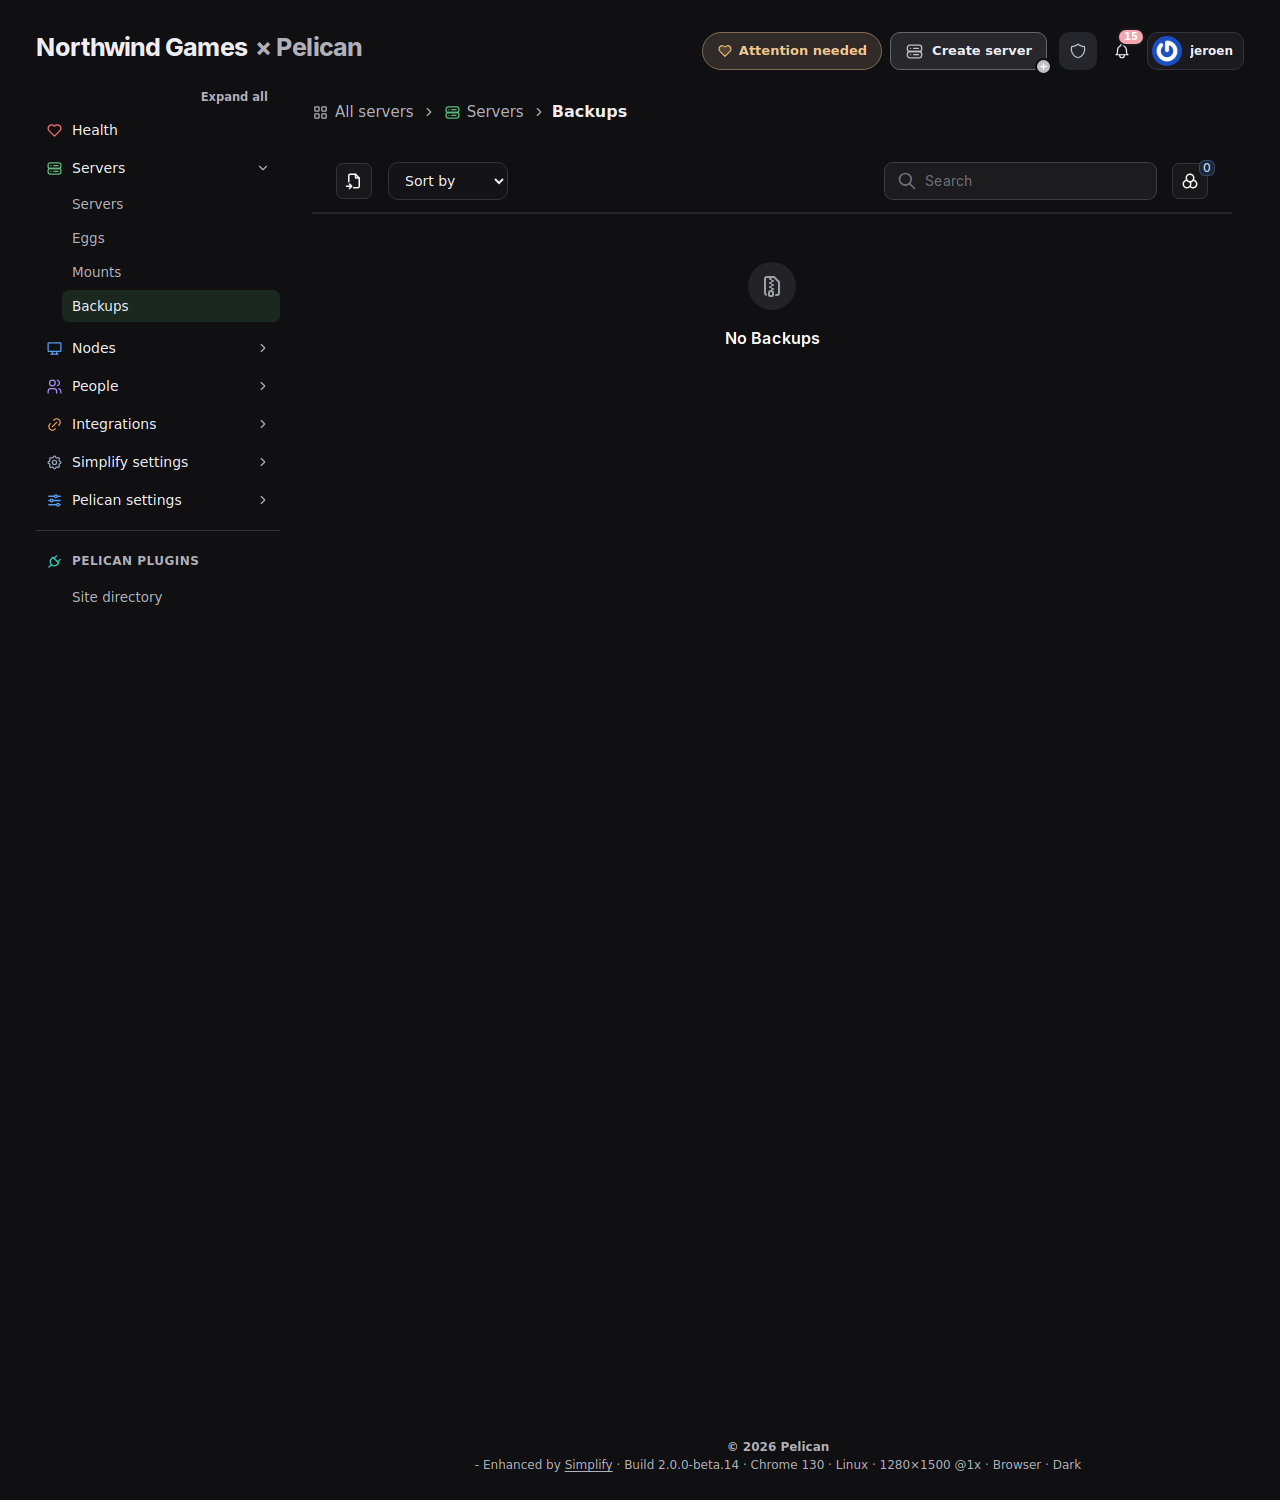 Northwind Games × Pelican
Attention needed
Create server
15
jeroen
Expand all
Health
Servers
Servers
Eggs
Mounts
Backups
Nodes
People
Integrations
Simplify settings
Pelican settings
PELICAN PLUGINS
Site directory
All servers > Servers > Backups
Sort by
Search
0
No Backups
© 2026 Pelican
- Enhanced by Simplify · Build 2.0.0-beta.14 · Chrome 130 · Linux · 1280×1500 @1x · Browser · Dark